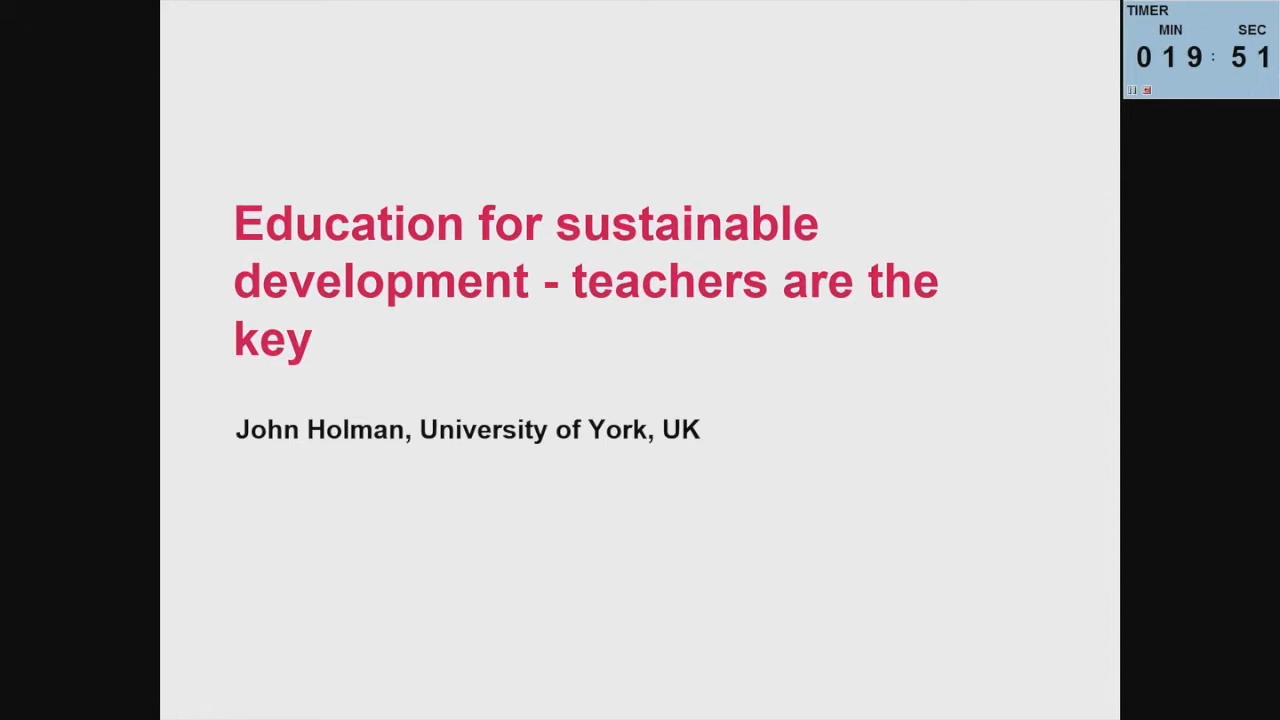 TIMER
MIN SEC
019:51
Education for sustainable
development - teachers are the
key
John Holman, University of York, UK